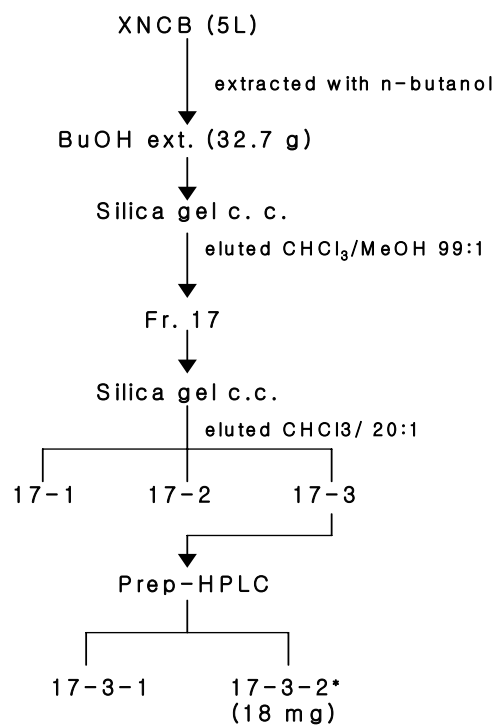 XNCB (5L)
extracted with n-butanol
BuOH ext. (32.7 g)
Silica gel c. c.
eluted CHCl₃/MeOH 99:1
Fr. 17
Silica gel c.c.
eluted CHCl3/ 20:1
17-1 17-2 17-3
Prep-HPLC
17-3-1 17-3-2*
(18 mg)